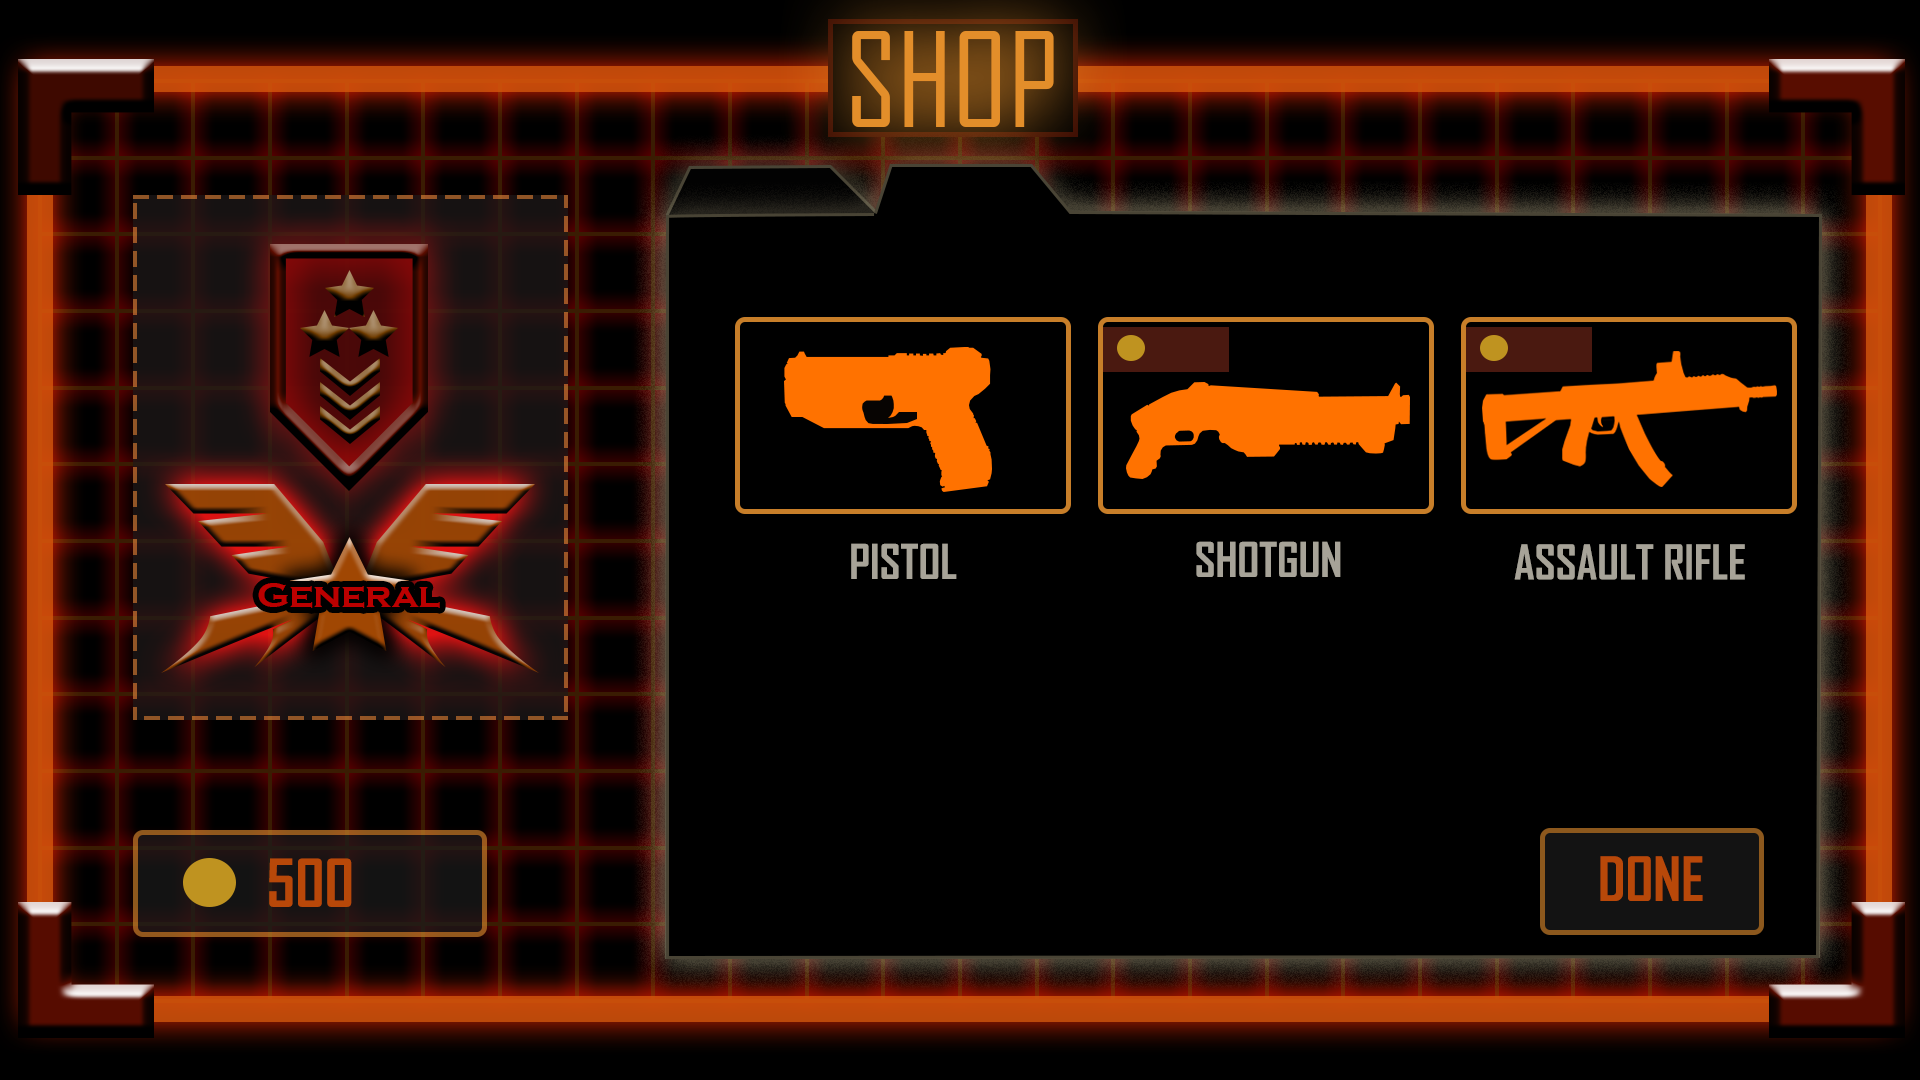 SHOP
GENERAL
PISTOL
SHOTGUN
ASSAULT RIFLE
500
DONE